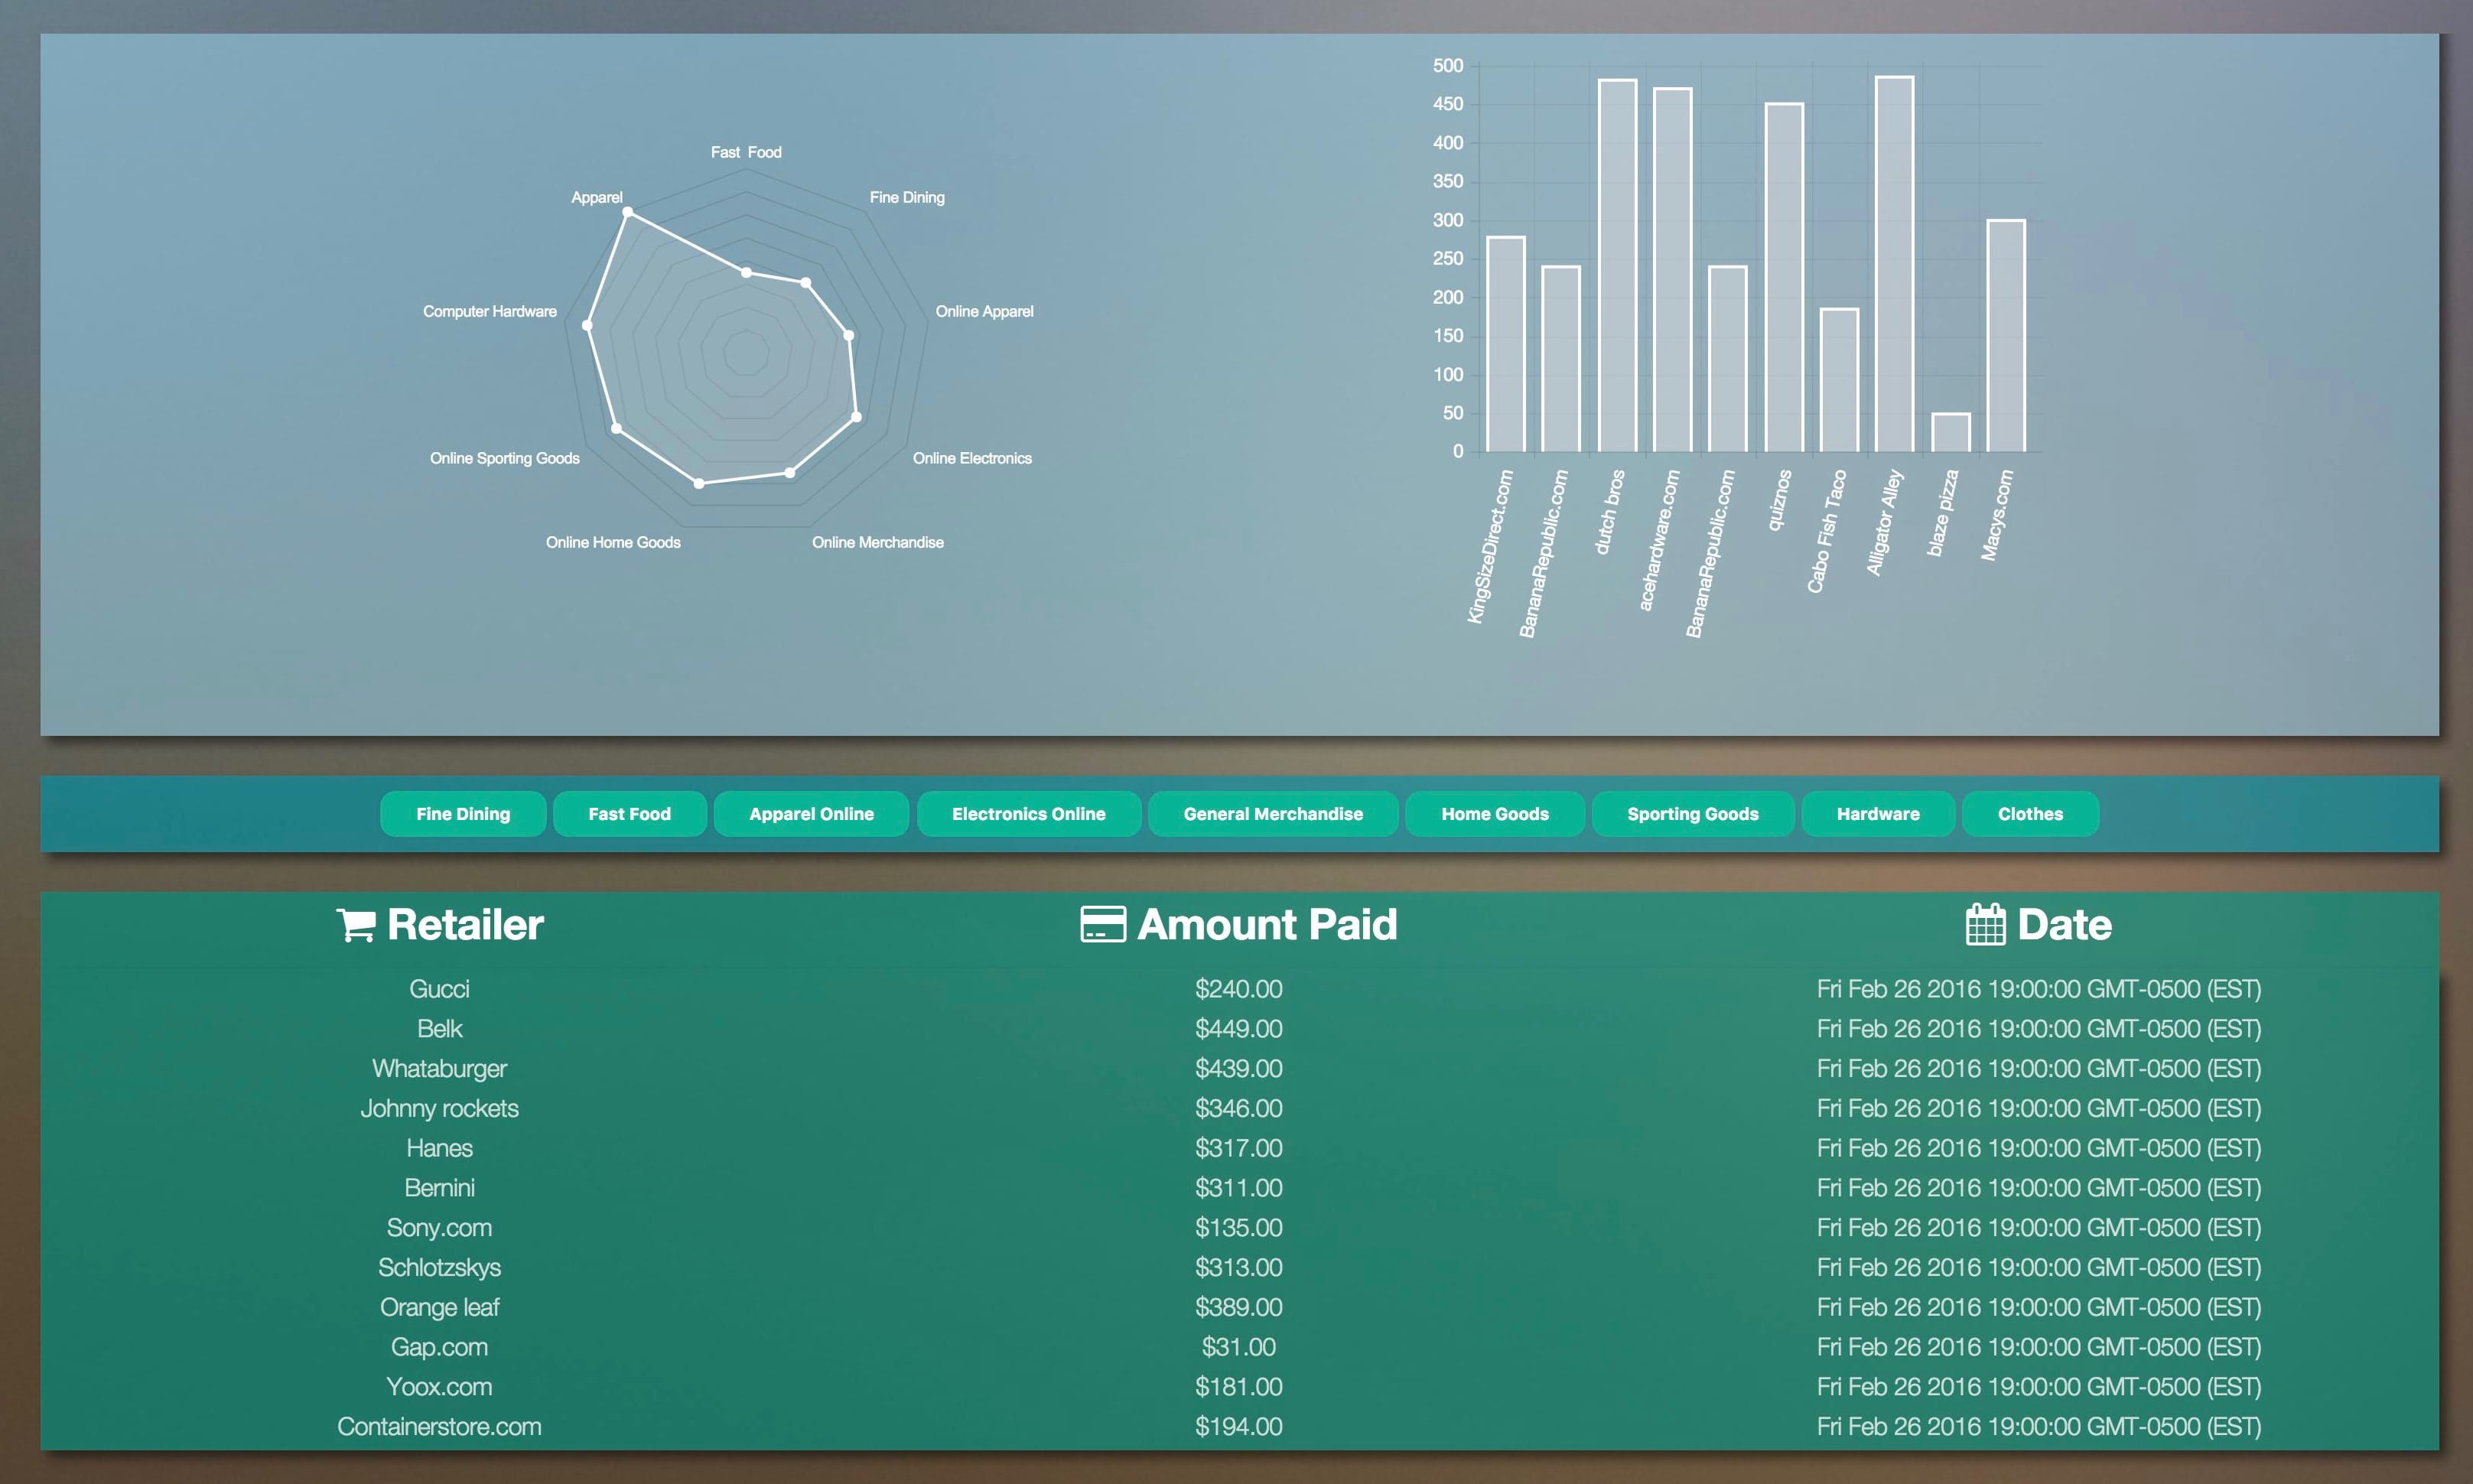 Fast Food
Apparel
Fine Dining
Computer Hardware
Online Apparel
Online Sporting Goods
Online Electronics
Online Home Goods
Online Merchandise
500
450
400
350
300
250
200
150
100
50
0
KingSizeDirect.com
BananaRepublic.com
dutch bros
acehardware.com
BananaRepublic.com
quiznos
Cabo Fish Taco
Alligator Alley
blaze pizza
Macys.com
Fine Dining Fast Food Apparel Online Electronics Online General Merchandise Home Goods Sporting Goods Hardware Clothes
Retailer Amount Paid Date
Gucci $240.00 Fri Feb 26 2016 19:00:00 GMT-0500 (EST)
Belk $449.00 Fri Feb 26 2016 19:00:00 GMT-0500 (EST)
Whataburger $439.00 Fri Feb 26 2016 19:00:00 GMT-0500 (EST)
Johnny rockets $346.00 Fri Feb 26 2016 19:00:00 GMT-0500 (EST)
Hanes $317.00 Fri Feb 26 2016 19:00:00 GMT-0500 (EST)
Bernini $311.00 Fri Feb 26 2016 19:00:00 GMT-0500 (EST)
Sony.com $135.00 Fri Feb 26 2016 19:00:00 GMT-0500 (EST)
Schlotzskys $313.00 Fri Feb 26 2016 19:00:00 GMT-0500 (EST)
Orange leaf $389.00 Fri Feb 26 2016 19:00:00 GMT-0500 (EST)
Gap.com $31.00 Fri Feb 26 2016 19:00:00 GMT-0500 (EST)
Yoox.com $181.00 Fri Feb 26 2016 19:00:00 GMT-0500 (EST)
Containerstore.com $194.00 Fri Feb 26 2016 19:00:00 GMT-0500 (EST)